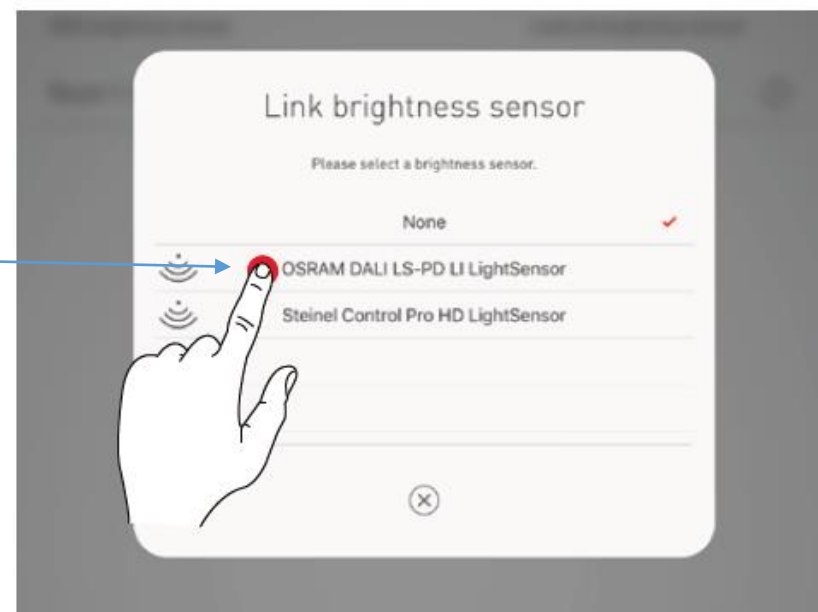 Link brightness sensor
Please select a brightness sensor.
None
OSRAM DALI LS-PD LI LightSensor
Steinel Control Pro HD LightSensor